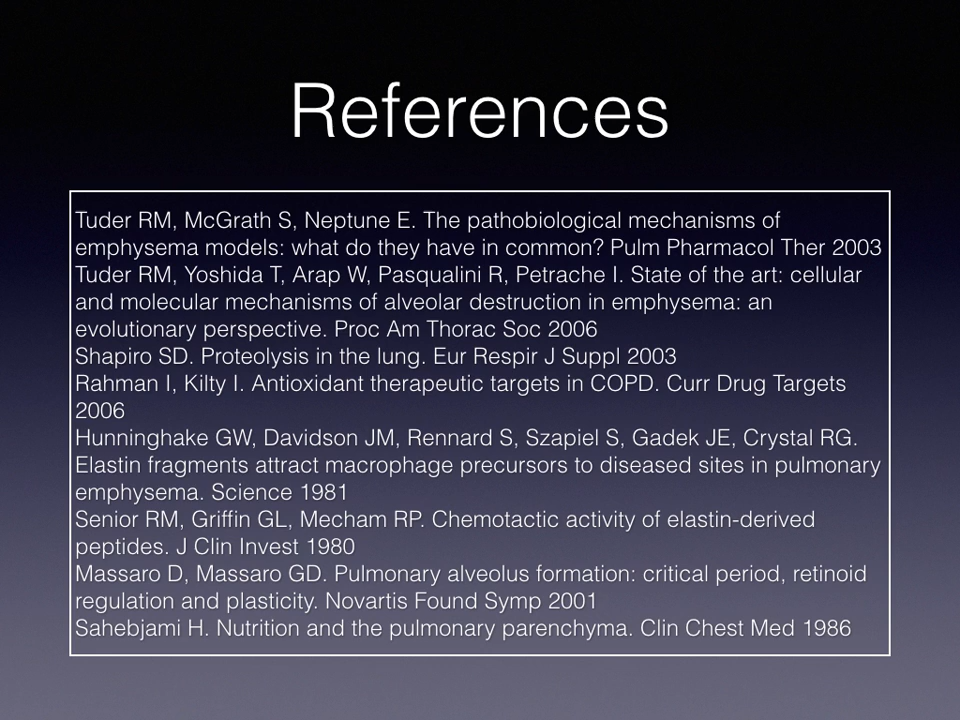 References
Tuder RM, McGrath S, Neptune E. The pathobiological mechanisms of
emphysema models: what do they have in common? Pulm Pharmacol Ther 2003
Tuder RM, Yoshida T, Arap W, Pasqualini R, Petrache I. State of the art: cellular
and molecular mechanisms of alveolar destruction in emphysema: an
evolutionary perspective. Proc Am Thorac Soc 2006
Shapiro SD. Proteolysis in the lung. Eur Respir J Suppl 2003
Rahman I, Kilty I. Antioxidant therapeutic targets in COPD. Curr Drug Targets
2006
Hunninghake GW, Davidson JM, Rennard S, Szapiel S, Gadek JE, Crystal RG.
Elastin fragments attract macrophage precursors to diseased sites in pulmonary
emphysema. Science 1981
Senior RM, Griffin GL, Mecham RP. Chemotactic activity of elastin-derived
peptides. J Clin Invest 1980
Massaro D, Massaro GD. Pulmonary alveolus formation: critical period, retinoid
regulation and plasticity. Novartis Found Symp 2001
Sahebjami H. Nutrition and the pulmonary parenchyma. Clin Chest Med 1986